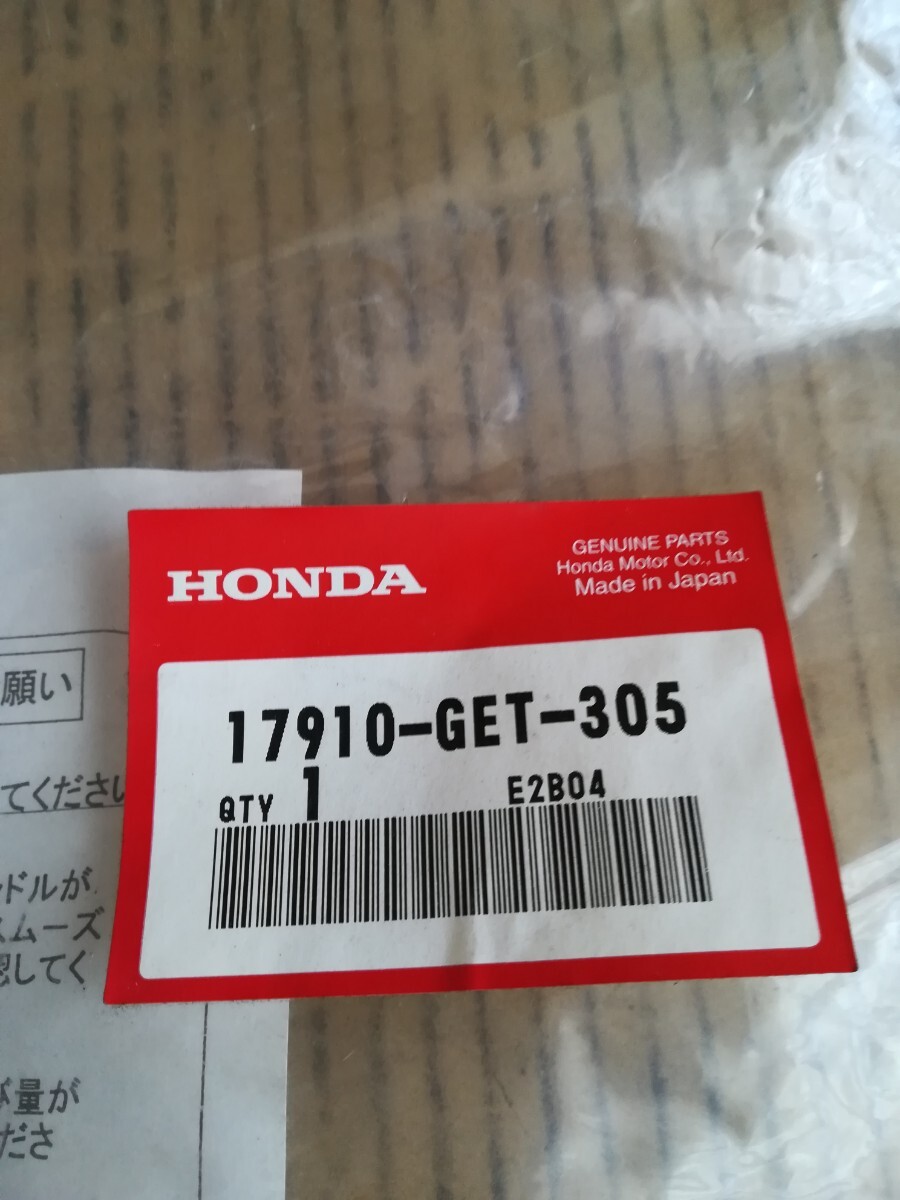 HONDA
GENUINE PARTS
Honda Motor Co., Ltd.
Made in Japan
17910-GET-305
QTY 1 E2B04
願い
てください
ドルが
スムーズ
認してく
量が
ださ